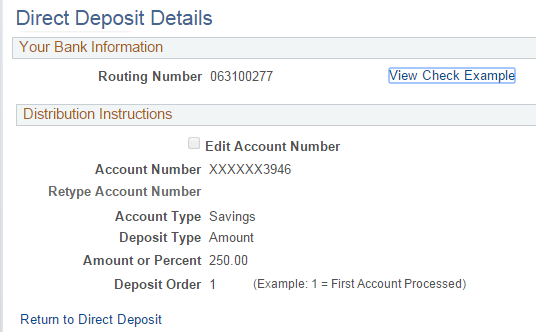 Direct Deposit Details
Your Bank Information
Routing Number 063100277 View Check Example
Distribution Instructions
Edit Account Number
Account Number XXXXXX3946
Retype Account Number
Account Type Savings
Deposit Type Amount
Amount or Percent 250.00
Deposit Order 1 (Example: 1 = First Account Processed)
Return to Direct Deposit